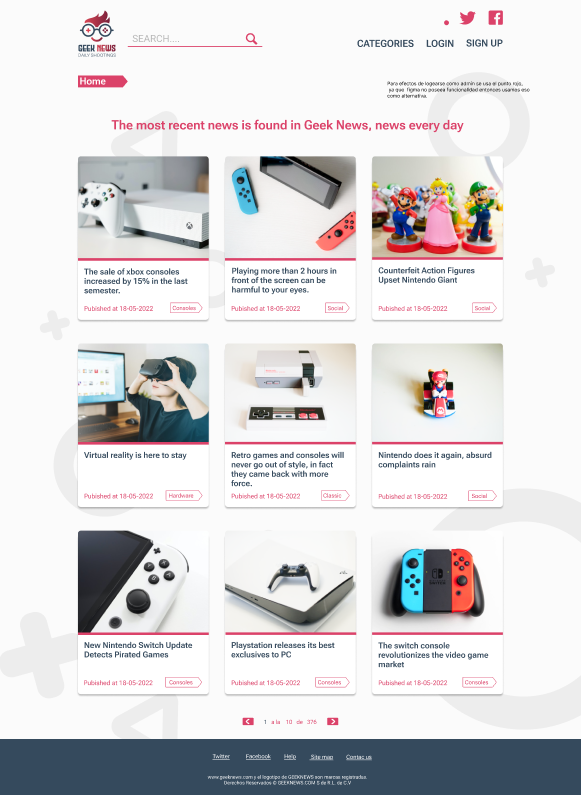 GEEK NEWS
DAILY SHOOTINGS
SEARCH....
CATEGORIES
LOGIN
SIGN UP
Home
Para efectos de logearse como admin se usa el punto rojo,
ya que figma no poseea funcionalidad entonces usamos eso
como alternativa.
The most recent news is found in Geek News, news every day
The sale of xbox consoles
increased by 15% in the last
semester.
Pubished at 18-05-2022
Consoles
Playing more than 2 hours in
front of the screen can be
harmful to your eyes.
Pubished at 18-05-2022
Social
Counterfeit Action Figures
Upset Nintendo Giant
Pubished at 18-05-2022
Social
Virtual reality is here to stay
Pubished at 18-05-2022
Hardware
Retro games and consoles will
never go out of style, in fact
they came back with more
force.
Pubished at 18-05-2022
Classic
Nintendo does it again, absurd
complaints rain
Pubished at 18-05-2022
Social
New Nintendo Switch Update
Detects Pirated Games
Pubished at 18-05-2022
Consoles
Playstation releases its best
exclusives to PC
Pubished at 18-05-2022
Consoles
The switch console
revolutionizes the video game
market
Pubished at 18-05-2022
Consoles
1 a la 10 de 376
Twitter
Facebook
Help
Site map
Contac us
www.geeknews.com y el logotipo de GEEKNEWS son marcas registradas.
Derechos Reservados © GEEKNEWS.COM S de R.L. de C.V